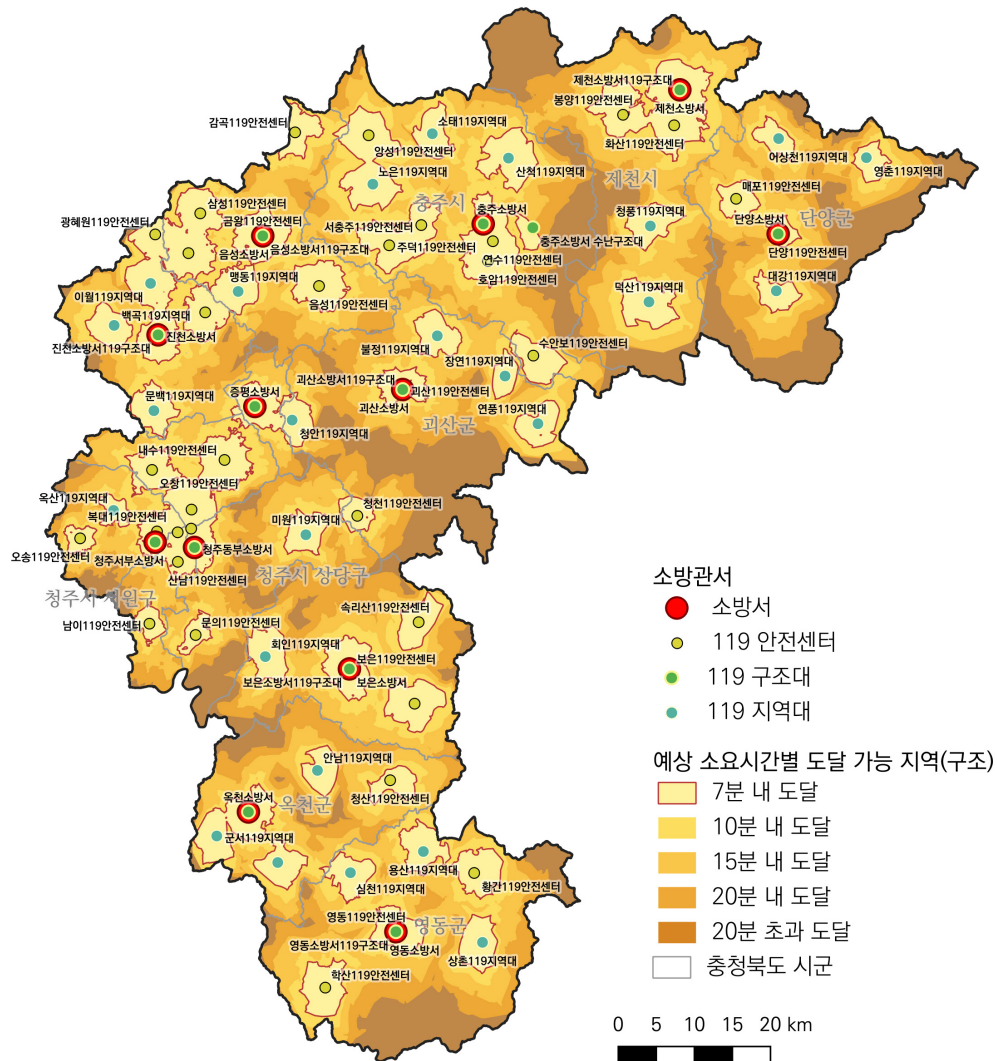 제천소방서119구조대
봉양119안전센터
제천소방서
화산119안전센터
감곡119안전센터
소태119지역대
앙성119안전센터
노은119지역대
산척119지역대
어상천119지역대
영춘119지역대
제천시
매포119안전센터
단양소방서
단양군
단양119안전센터
대강119지역대
청풍119지역대
덕산119지역대
충주시
충주소방서
서충주119안전센터
충주소방서 수난구조대
주덕119안전센터
연수119안전센터
호암119안전센터
삼성119안전센터
광혜원119안전센터
금왕119안전센터
음성소방서
음성소방서119구조대
맹동119지역대
음성119안전센터
이월119지역대
백곡119지역대
진천소방서
진천소방서119구조대
불정119지역대
장연119지역대
수안보119안전센터
괴산소방서119구조대
괴산119안전센터
괴산소방서
연풍119지역대
괴산군
문백119지역대
증평소방서
청안119지역대
내수119안전센터
오창119안전센터
옥산119지역대
복대119안전센터
미원119지역대
청천119안전센터
오송119안전센터
청주서부소방서
청주동부소방서
산남119안전센터
청주시 상당구
청주시 서원구
남이119안전센터
문의119안전센터
속리산119안전센터
회인119지역대
보은119안전센터
보은소방서119구조대
보은소방서
안남119지역대
청산119안전센터
옥천소방서
옥천군
군서119지역대
용산119지역대
심천119지역대
황간119안전센터
영동119안전센터
영동군
영동소방서119구조대
영동소방서
상촌119지역대
학산119안전센터
소방관서
소방서
119 안전센터
119 구조대
119 지역대
예상 소요시간별 도달 가능 지역(구조)
7분 내 도달
10분 내 도달
15분 내 도달
20분 내 도달
20분 초과 도달
충청북도 시군
0 5 10 15 20 km